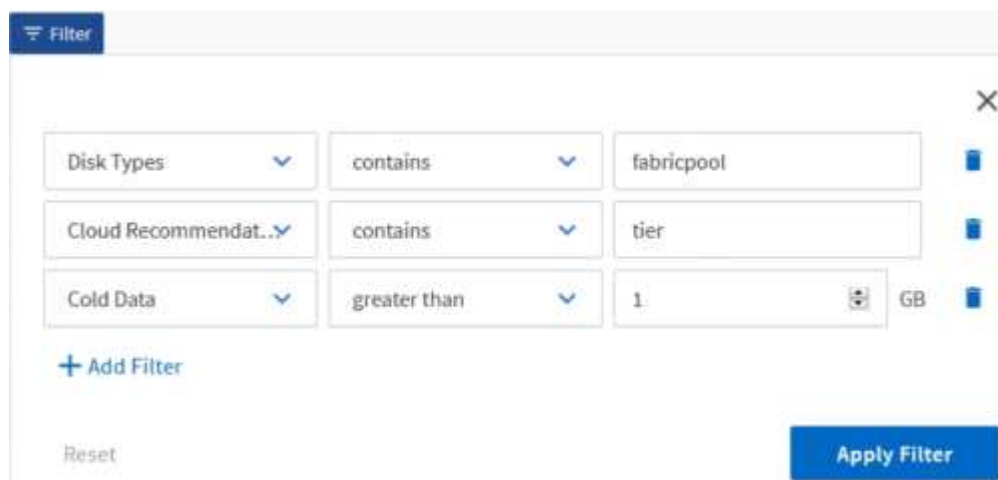 Filter
Disk Types contains fabricpool
Cloud Recommendat... contains tier
Cold Data greater than 1 GB
Add Filter
Reset Apply Filter